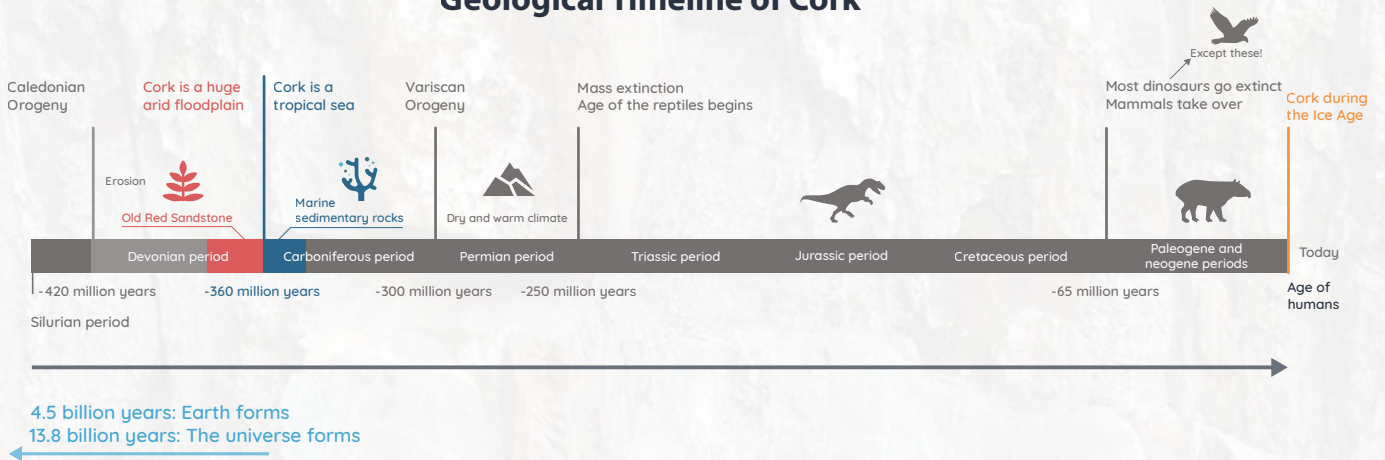 Geological Timeline of Cork
Except these!
Caledonian
Orogeny
Cork is a huge
arid floodplain
Cork is a
tropical sea
Variscan
Orogeny
Mass extinction
Age of the reptiles begins
Most dinosaurs go extinct
Mammals take over
Cork during
the Ice Age
Erosion
Old Red Sandstone
Marine
sedimentary rocks
Dry and warm climate
Devonian period
Carboniferous period
Permian period
Triassic period
Jurassic period
Cretaceous period
Paleogene and
neogene periods
Today
-420 million years
-360 million years
-300 million years
-250 million years
-65 million years
Age of
humans
Silurian period
4.5 billion years: Earth forms
13.8 billion years: The universe forms